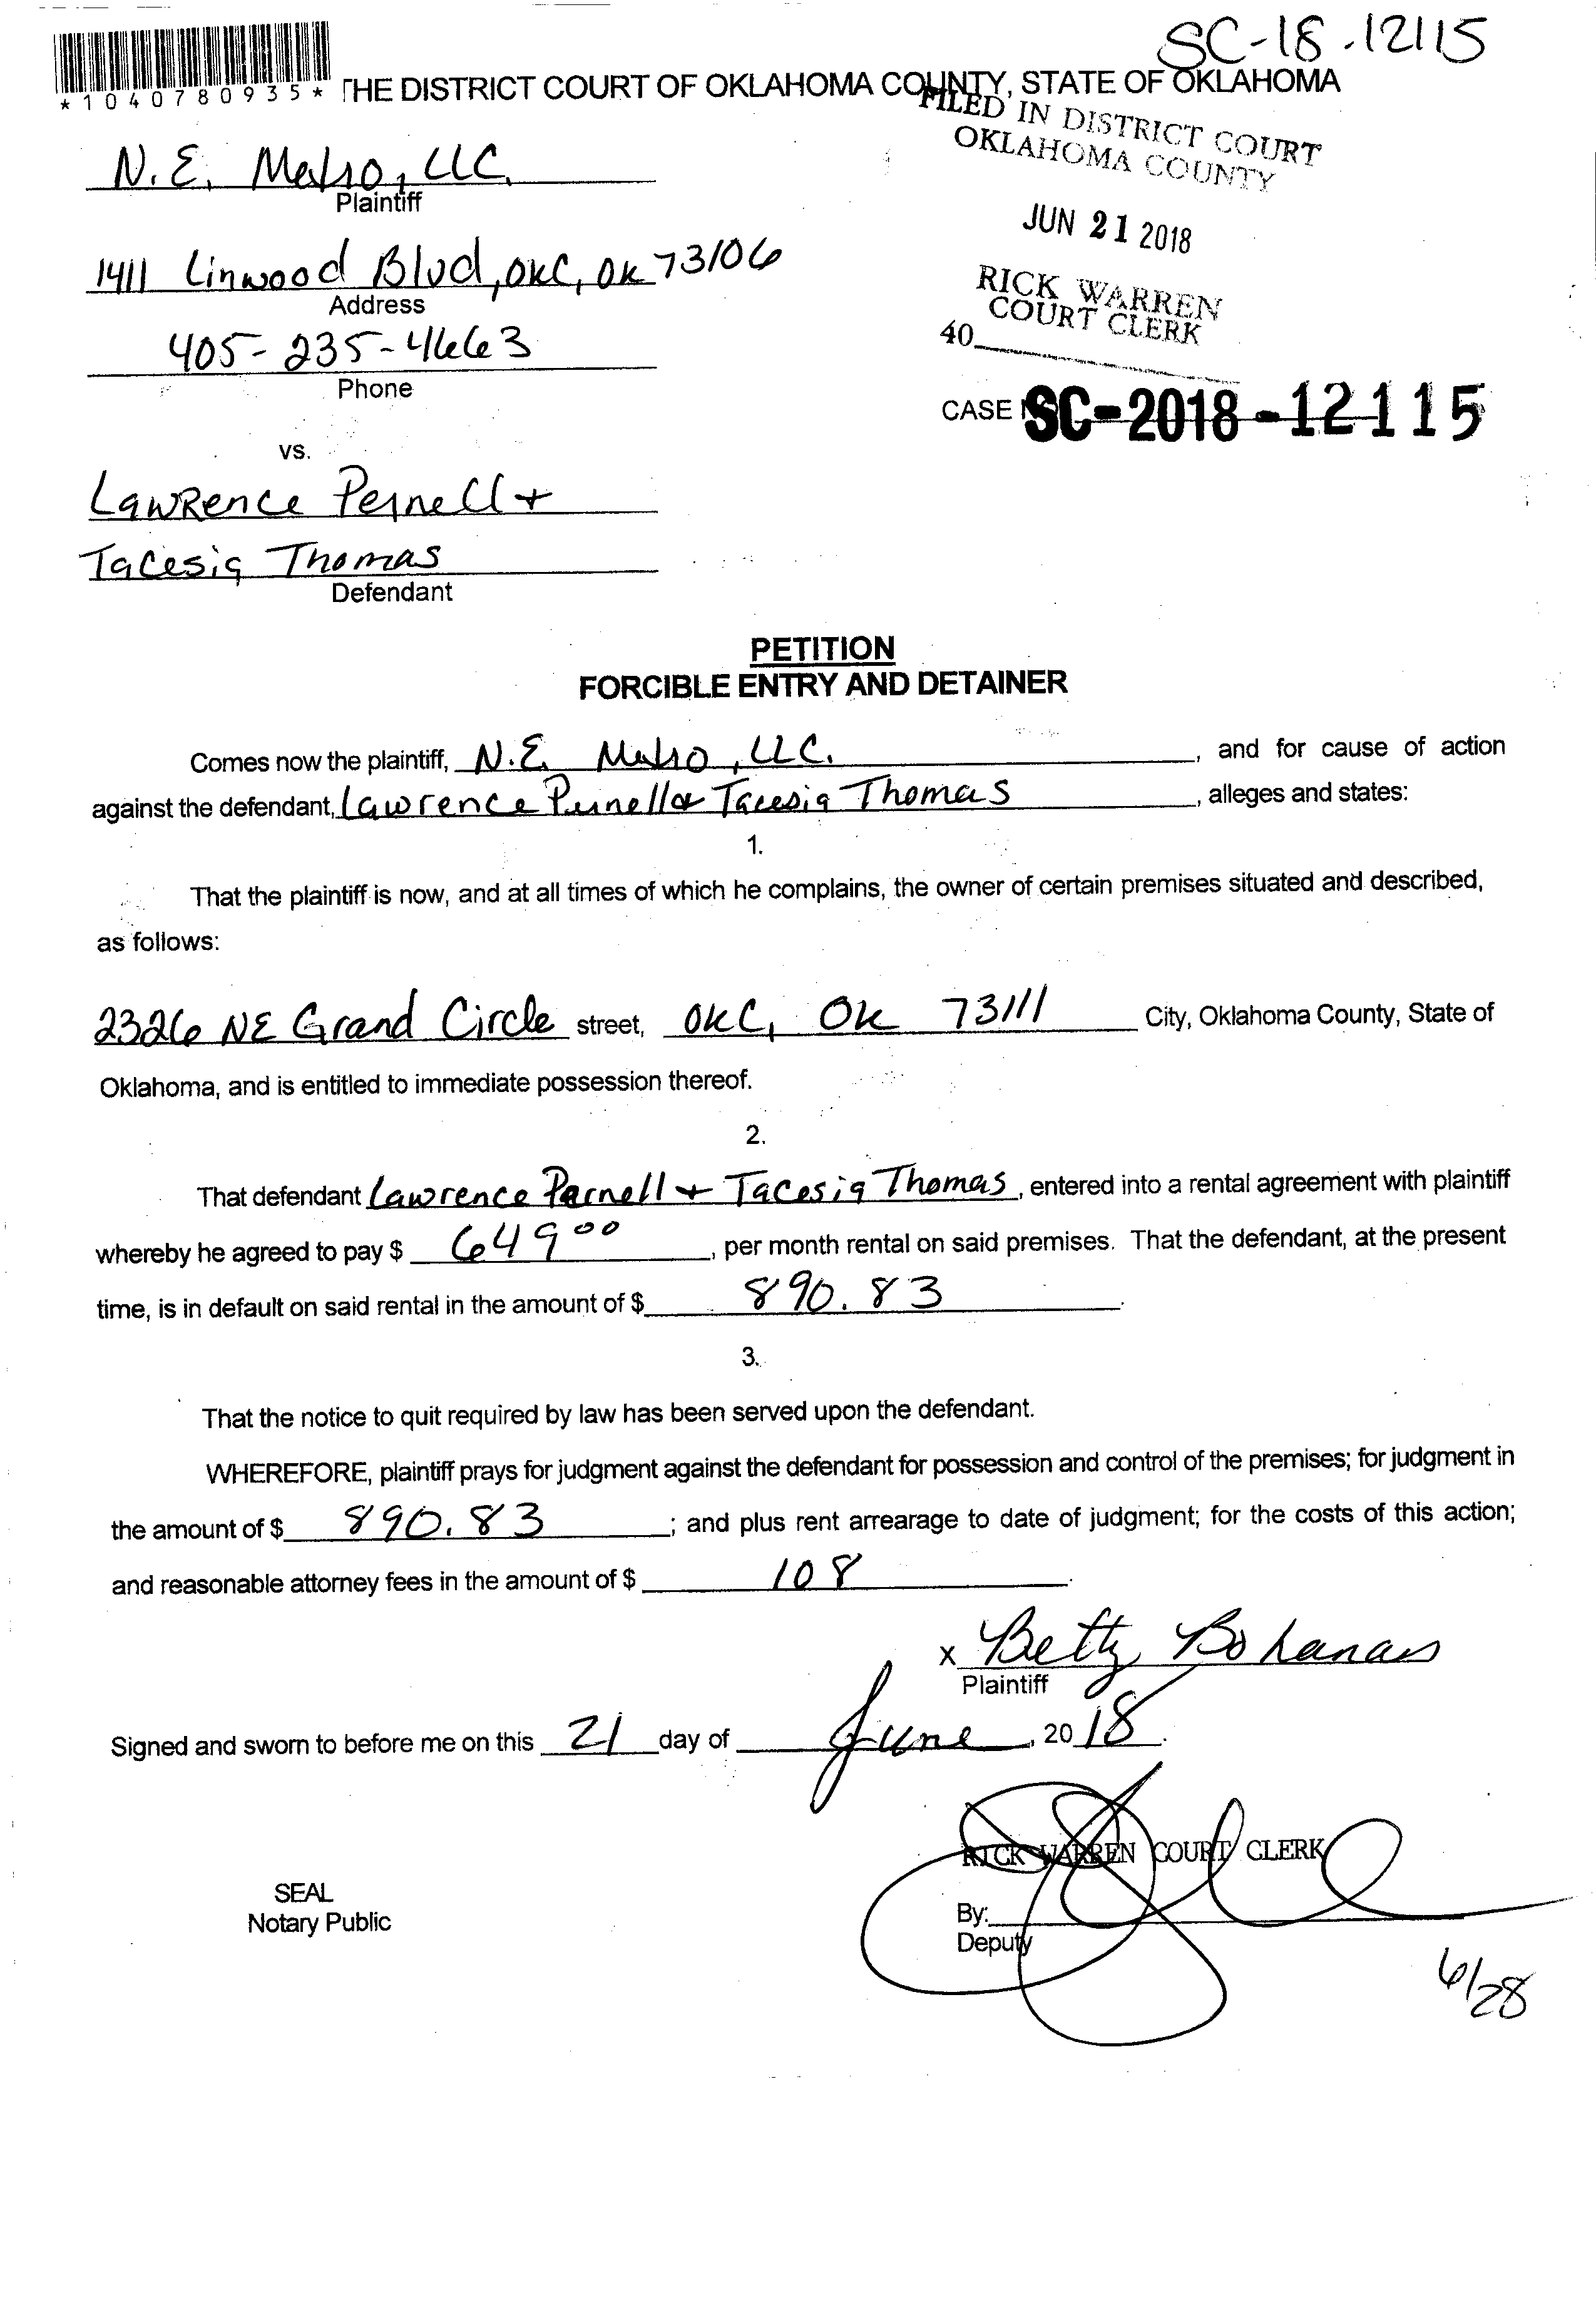 SC-18-12115
*1040780935* THE DISTRICT COURT OF OKLAHOMA COUNTY, STATE OF OKLAHOMA
FILED IN DISTRICT COURT
OKLAHOMA COUNTY
N.E. Metro, LLC.
Plaintiff
JUN 21 2018
1411 Linwood Blvd, OKC, OK 73106
Address
RICK WARREN
COURT CLERK
405-235-4663
40
Phone
CASE SC-2018-12115
vs.
Lawrence Pernell +
Tacesia Thomas
Defendant
PETITION
FORCIBLE ENTRY AND DETAINER
Comes now the plaintiff, N.E. Metro, LLC. , and for cause of action
against the defendant, Lawrence Pernell & Tacesia Thomas , alleges and states:
1.
That the plaintiff is now, and at all times of which he complains, the owner of certain premises situated and described,
as follows:
2326 NE Grand Circle street, OKC, OK 73111 City, Oklahoma County, State of
Oklahoma, and is entitled to immediate possession thereof.
2.
That defendant Lawrence Pernell + Tacesia Thomas, entered into a rental agreement with plaintiff
whereby he agreed to pay $ 649 00 , per month rental on said premises. That the defendant, at the present
time, is in default on said rental in the amount of $ 890.83 .
3.
That the notice to quit required by law has been served upon the defendant.
WHEREFORE, plaintiff prays for judgment against the defendant for possession and control of the premises; for judgment in
the amount of $ 890.83 ; and plus rent arrearage to date of judgment; for the costs of this action;
and reasonable attorney fees in the amount of $ 108 .
x Betty Bohanan
Plaintiff
Signed and sworn to before me on this 21 day of June, 2018.
RICK WARREN COURT CLERK
SEAL
Notary Public
By:
Deputy
6/28